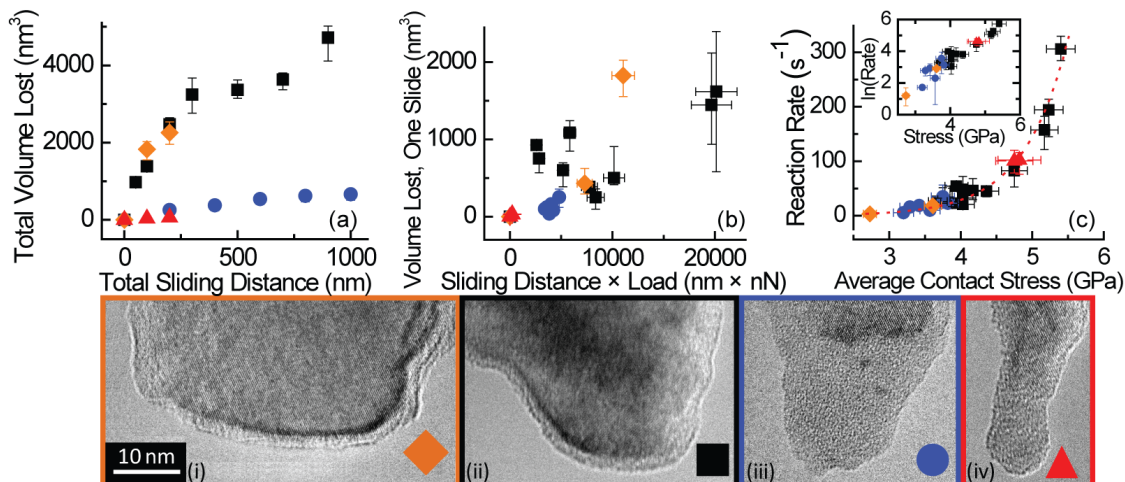 Total Volume Lost (nm³)
4000
2000
0
0
500
1000
(a)
Total Sliding Distance (nm)
Volume Lost, One Slide (nm³)
2000
1000
0
0
10000
20000
(b)
Sliding Distance × Load (nm × nN)
Reaction Rate (s⁻¹)
300
200
100
0
3
4
5
6
(c)
Average Contact Stress (GPa)
ln(Rate)
6
4
2
0
4
6
Stress (GPa)
10 nm
(i)
(ii)
(iii)
(iv)